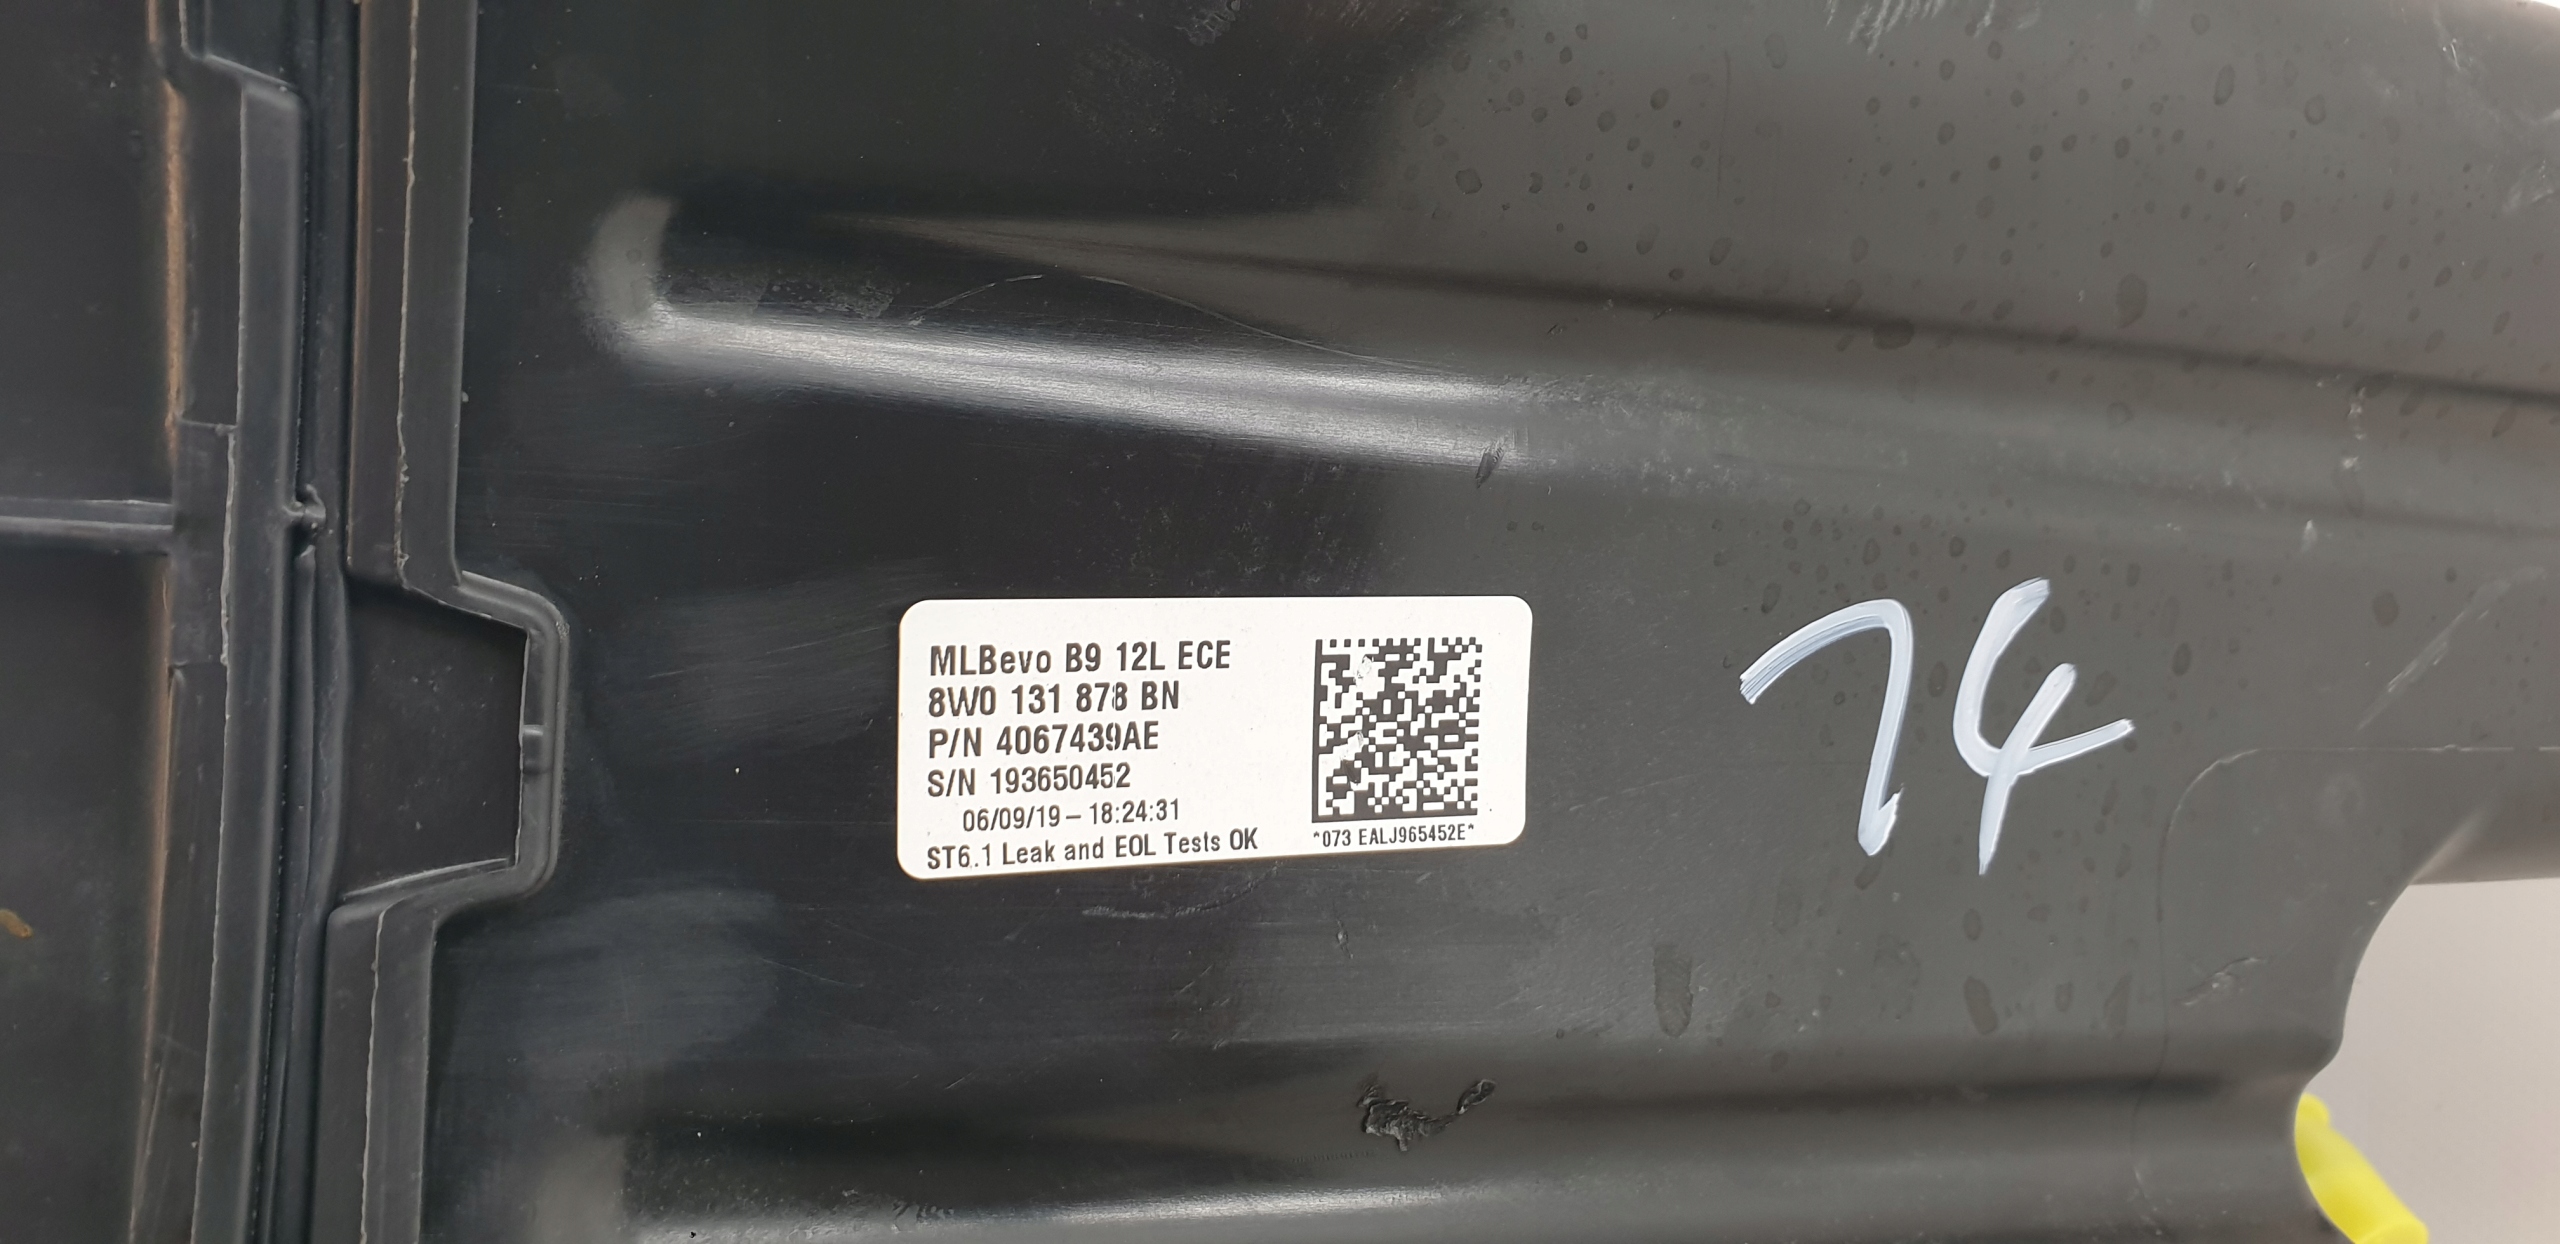 MLBevo B9 12L ECE
8W0 131 878 BN
P/N 4067439AE
S/N 193650452
06/09/19 – 18:24:31
ST6.1 Leak and EOL Tests OK
*073 EALJ965452E*
74